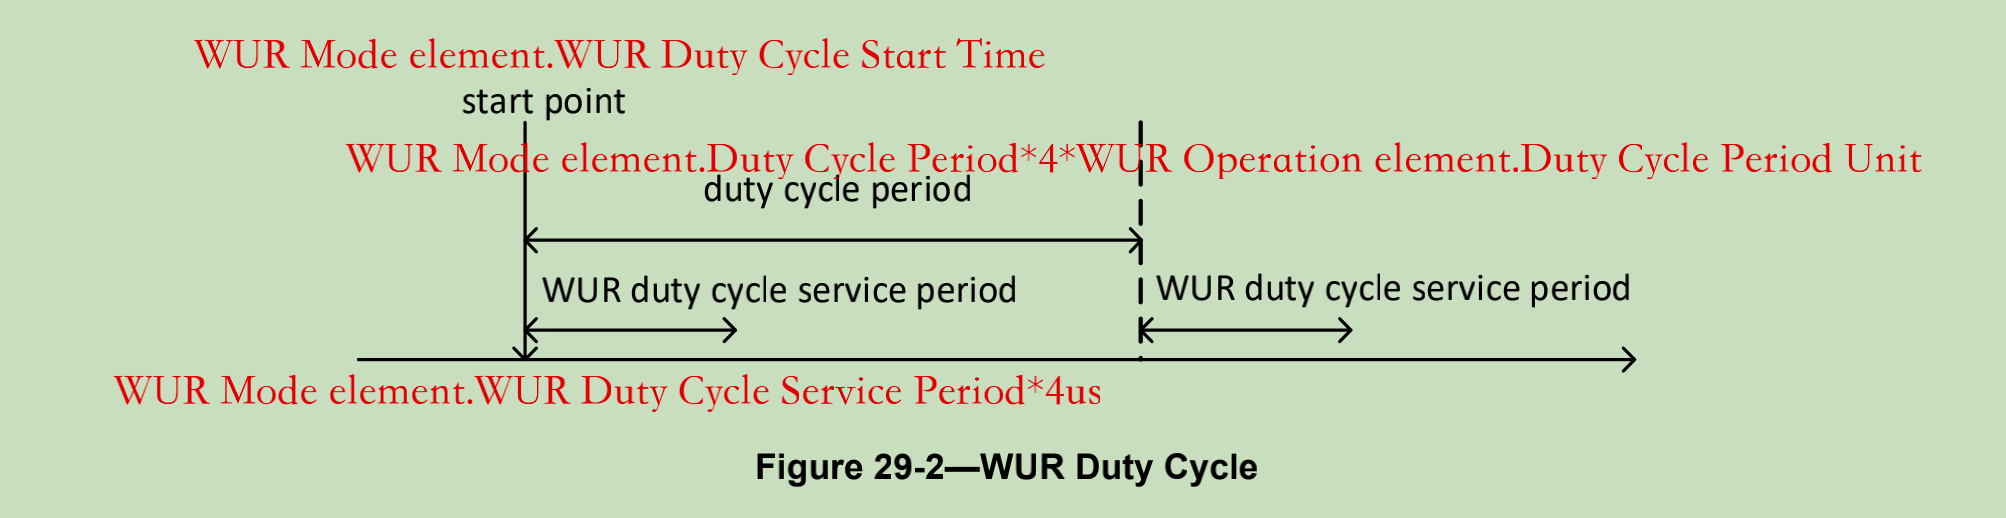 WUR Mode element.WUR Duty Cycle Start Time
start point
WUR Mode element.Duty Cycle Period*4*WUR Operation element.Duty Cycle Period Unit
duty cycle period
WUR duty cycle service period
WUR duty cycle service period
WUR Mode element.WUR Duty Cycle Service Period*4us
Figure 29-2—WUR Duty Cycle